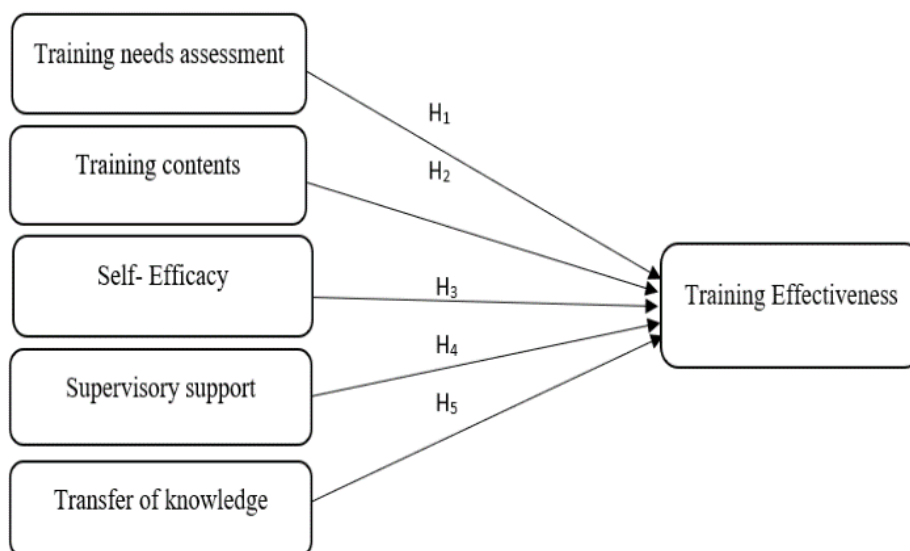 Training needs assessment
H₁
Training contents
H₂
Self- Efficacy
H₃
Training Effectiveness
Supervisory support
H₄
Transfer of knowledge
H₅